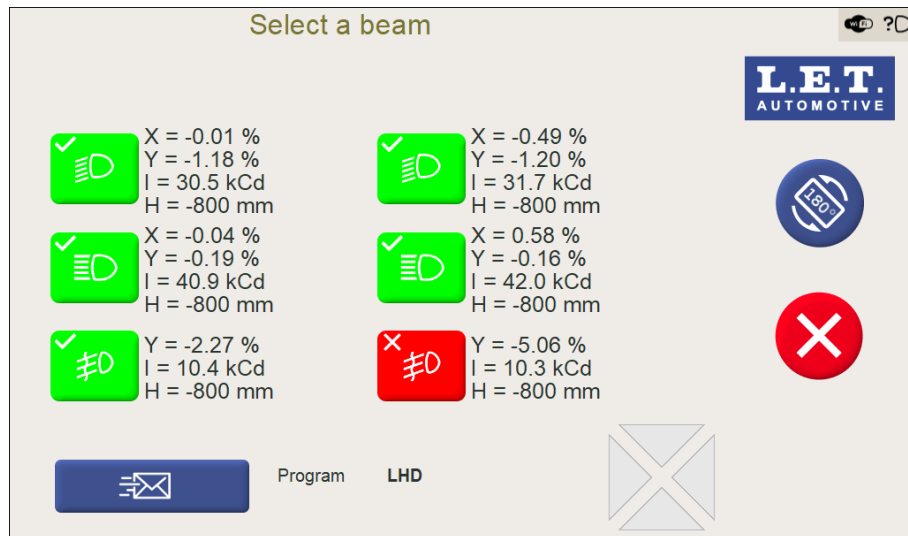 Select a beam
WiFi
?
L.E.T.
AUTOMOTIVE
X = -0.01 %
Y = -1.18 %
I = 30.5 kCd
H = -800 mm
X = -0.49 %
Y = -1.20 %
I = 31.7 kCd
H = -800 mm
180°
X = -0.04 %
Y = -0.19 %
I = 40.9 kCd
H = -800 mm
X = 0.58 %
Y = -0.16 %
I = 42.0 kCd
H = -800 mm
Y = -2.27 %
I = 10.4 kCd
H = -800 mm
Y = -5.06 %
I = 10.3 kCd
H = -800 mm
Program LHD